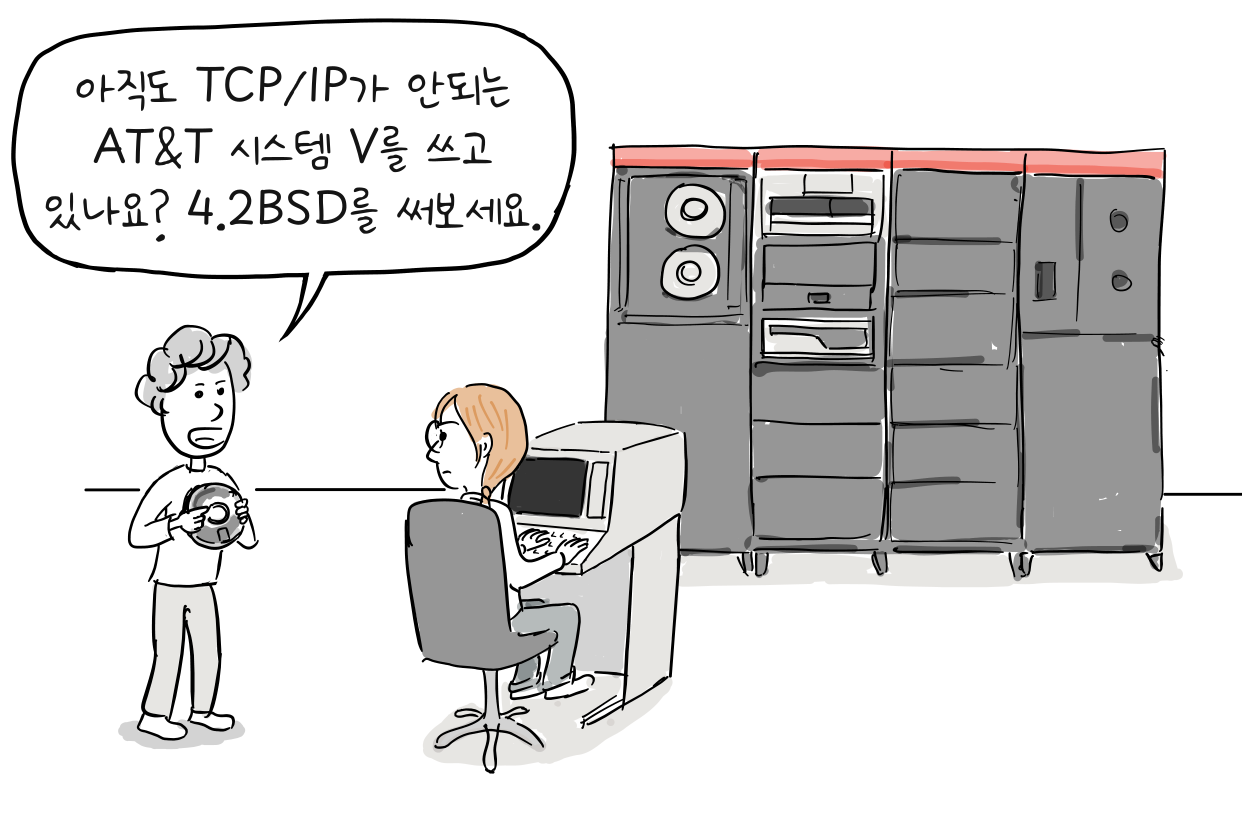 아직도 TCP/IP가 안되는
AT&T 시스템 V를 쓰고
있나요? 4.2BSD를 써보세요.